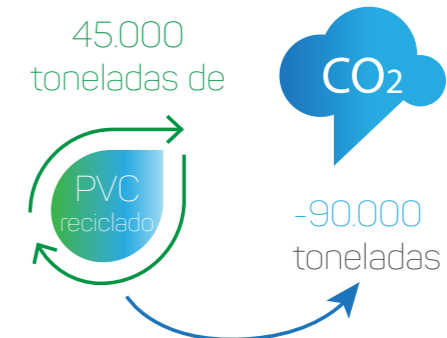 45.000
toneladas de
PVC
reciclado
CO2
-90.000
toneladas